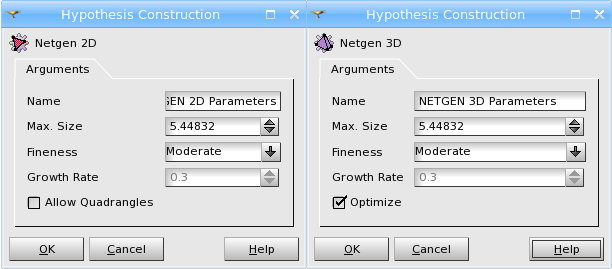 Hypothesis Construction
Netgen 2D
Arguments
Name
GEN 2D Parameters
Max. Size
5.44832
Fineness
Moderate
Growth Rate
0.3
Allow Quadrangles
OK
Cancel
Help
Hypothesis Construction
Netgen 3D
Arguments
Name
NETGEN 3D Parameters
Max. Size
5.44832
Fineness
Moderate
Growth Rate
0.3
Optimize
OK
Cancel
Help